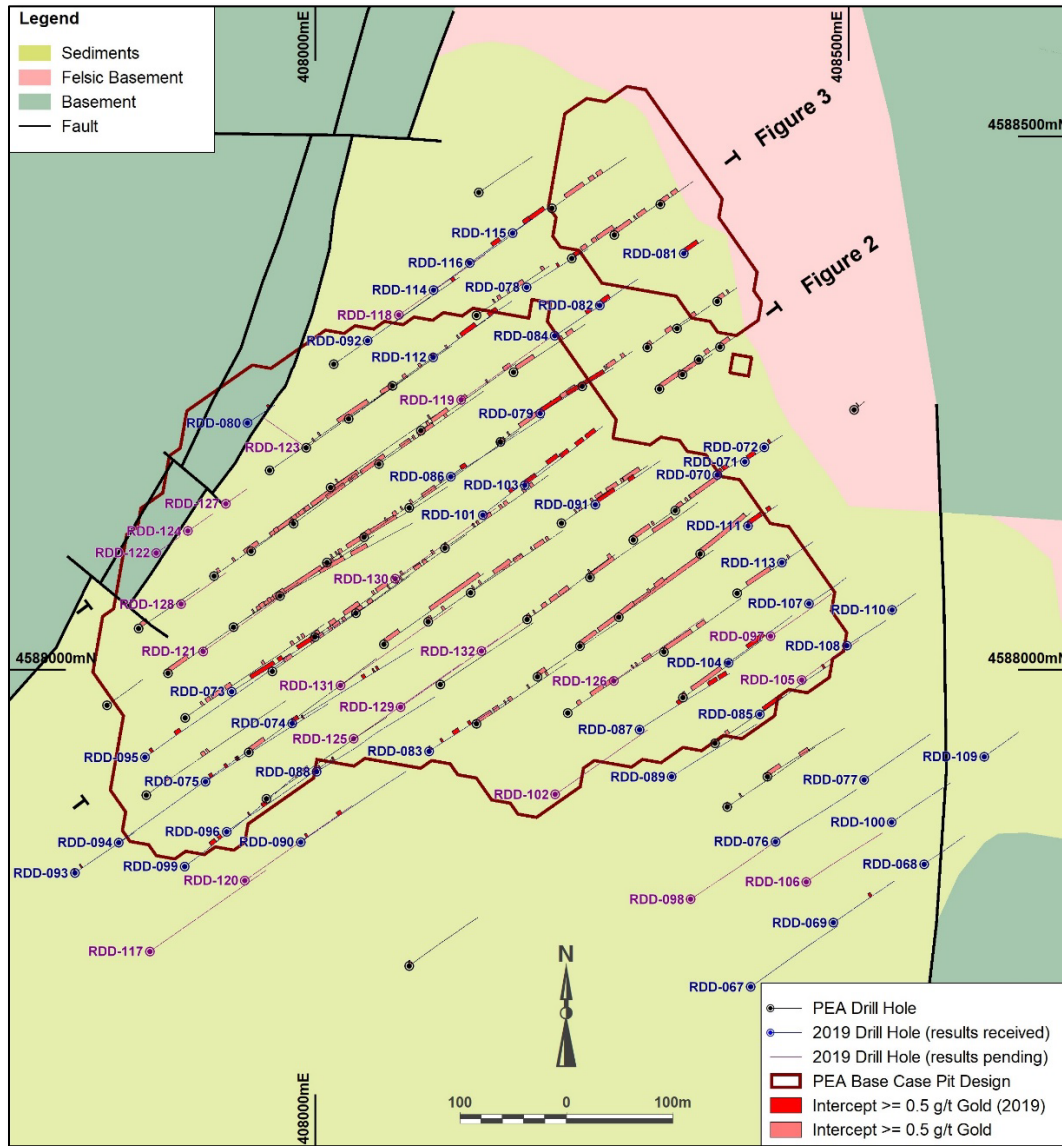 Legend
Sediments
Felsic Basement
Basement
Fault
408000mE
408500mE
4588500mN
Figure 3
Figure 2
RDD-115
RDD-081
RDD-116
RDD-078
RDD-114
RDD-082
RDD-118
RDD-084
RDD-092
RDD-112
RDD-119
RDD-079
RDD-080
RDD-123
RDD-072
RDD-071
RDD-070
RDD-086
RDD-103
RDD-091
RDD-127
RDD-101
RDD-111
RDD-124
RDD-122
RDD-113
RDD-130
RDD-128
RDD-107
RDD-110
RDD-097
RDD-121
RDD-132
RDD-108
4588000mN
4588000mN
RDD-104
RDD-073
RDD-131
RDD-126
RDD-105
RDD-129
RDD-085
RDD-074
RDD-087
RDD-125
RDD-083
RDD-095
RDD-109
RDD-088
RDD-089
RDD-077
RDD-075
RDD-102
RDD-100
RDD-096
RDD-094
RDD-090
RDD-076
RDD-099
RDD-093
RDD-068
RDD-120
RDD-106
RDD-098
RDD-069
RDD-117
RDD-067
N
408000mE
100 0 100m
PEA Drill Hole
2019 Drill Hole (results received)
2019 Drill Hole (results pending)
PEA Base Case Pit Design
Intercept >= 0.5 g/t Gold (2019)
Intercept >= 0.5 g/t Gold